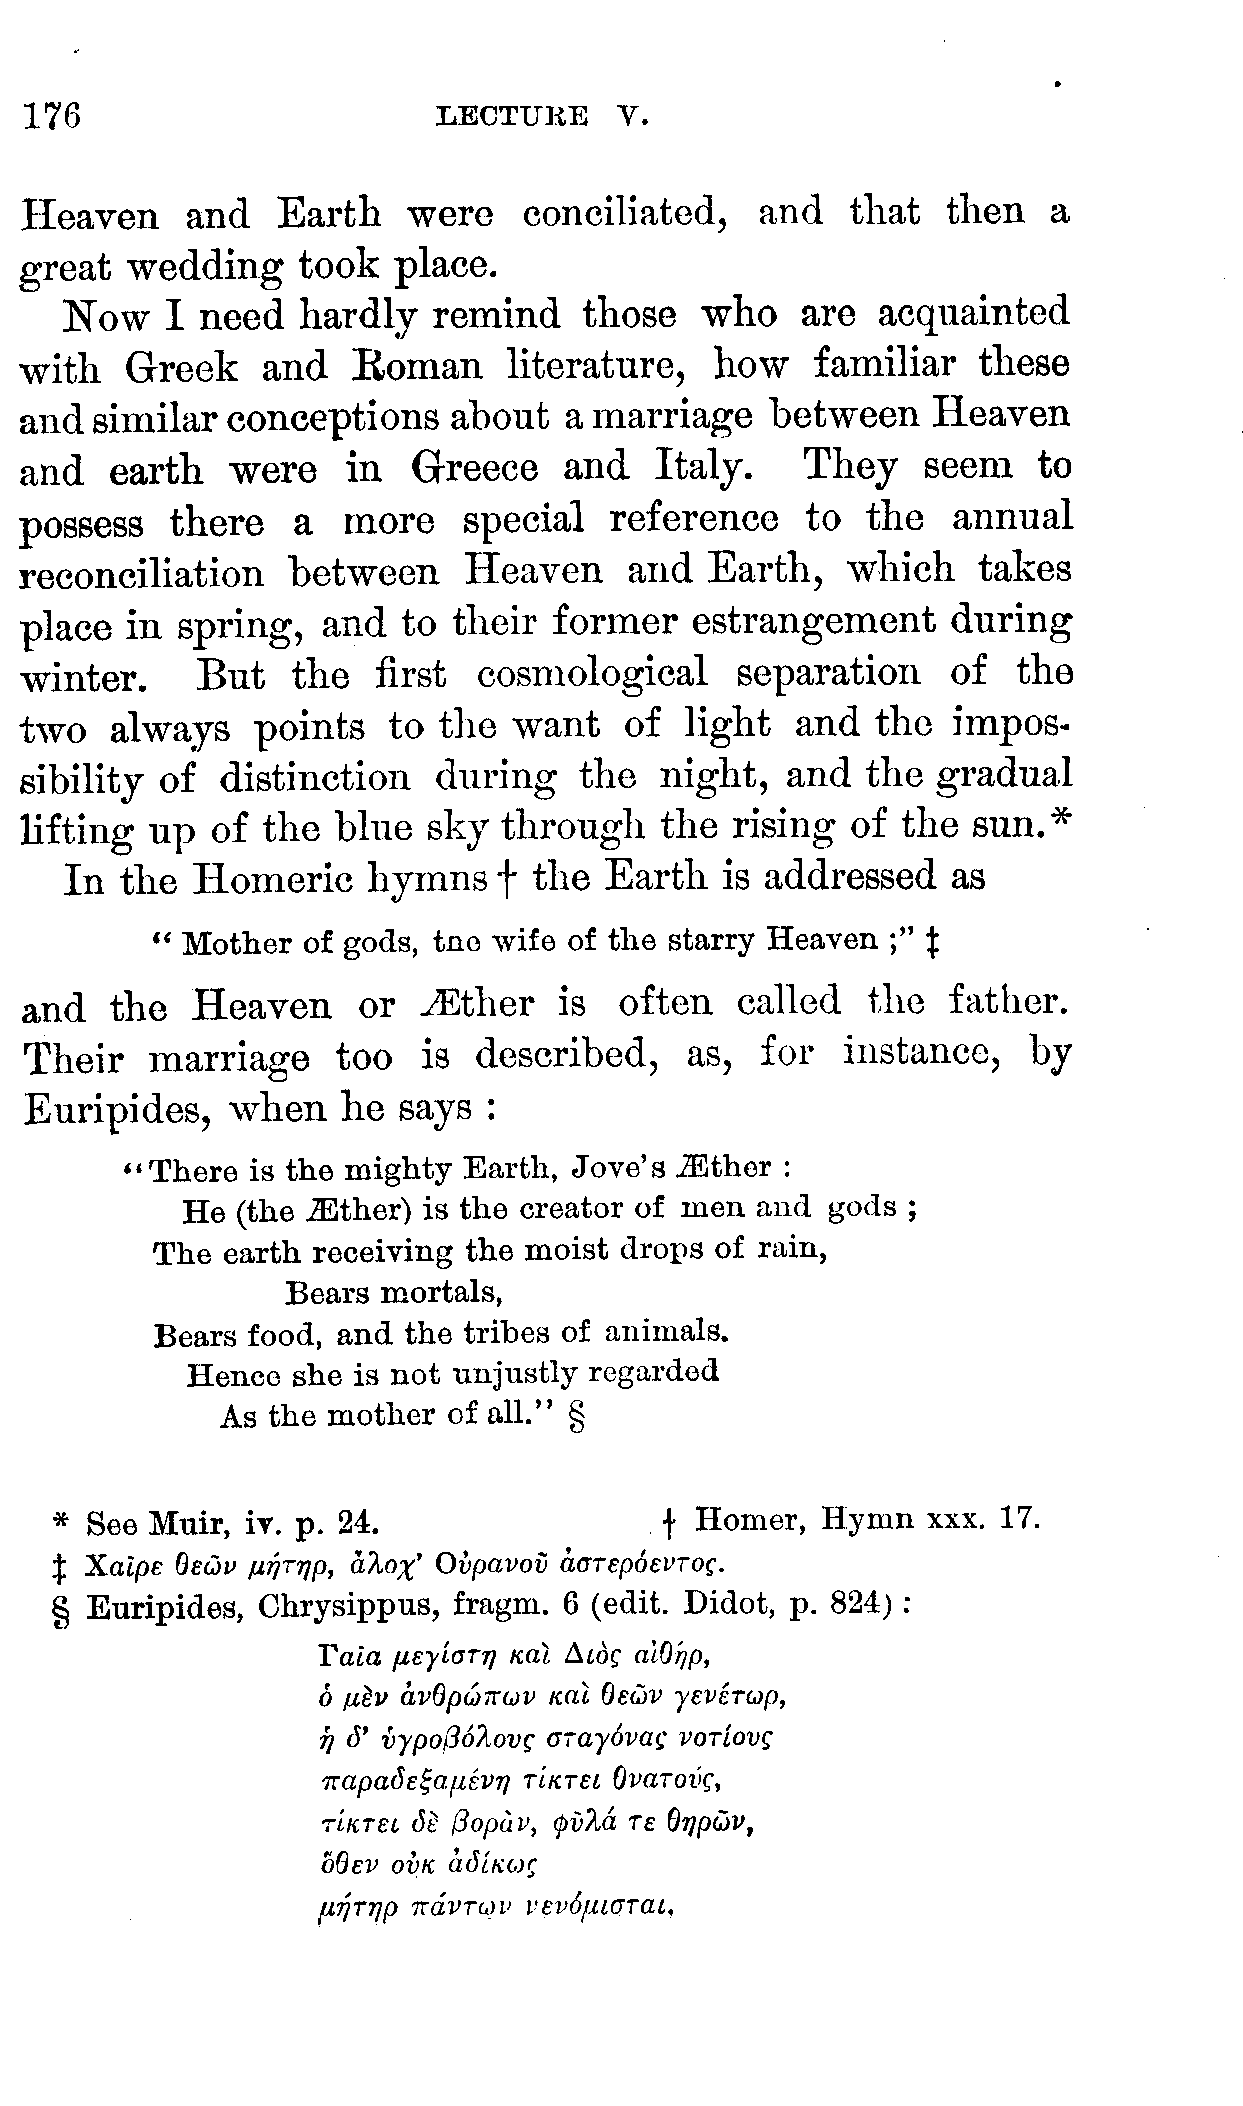 176 LECTURE V.
Heaven and Earth were conciliated, and that then a
great wedding took place.
Now I need hardly remind those who are acquainted
with Greek and Roman literature, how familiar these
and similar conceptions about a marriage between Heaven
and earth were in Greece and Italy. They seem to
possess there a more special reference to the annual
reconciliation between Heaven and Earth, which takes
place in spring, and to their former estrangement during
winter. But the first cosmological separation of the
two always points to the want of light and the impos-
sibility of distinction during the night, and the gradual
lifting up of the blue sky through the rising of the sun.*
In the Homeric hymns † the Earth is addressed as
“ Mother of gods, tne wife of the starry Heaven ;” ‡
and the Heaven or Æther is often called the father.
Their marriage too is described, as, for instance, by
Euripides, when he says :
“There is the mighty Earth, Jove’s Æther :
He (the Æther) is the creator of men and gods ;
The earth receiving the moist drops of rain,
Bears mortals,
Bears food, and the tribes of animals.
Hence she is not unjustly regarded
As the mother of all.” §
* See Muir, iv. p. 24. † Homer, Hymn xxx. 17.
‡ Χαῖρε θεῶν μήτηρ, ἄλοχ’ Οὐρανοῦ ἀστερόεντος.
§ Euripides, Chrysippus, fragm. 6 (edit. Didot, p. 824) :
Γαῖα μεγίστη καὶ Διὸς αἰθήρ,
ὁ μὲν ἀνθρώπων καὶ θεῶν γενέτωρ,
ἡ δ’ ὑγροβόλους σταγόνας νοτίους
παραδεξαμένη τίκτει θνατούς,
τίκτει δὲ βορὰν, φῦλά τε θηρῶν,
ὅθεν οὐκ ἀδίκως
μήτηρ πάντων νενόμισται.